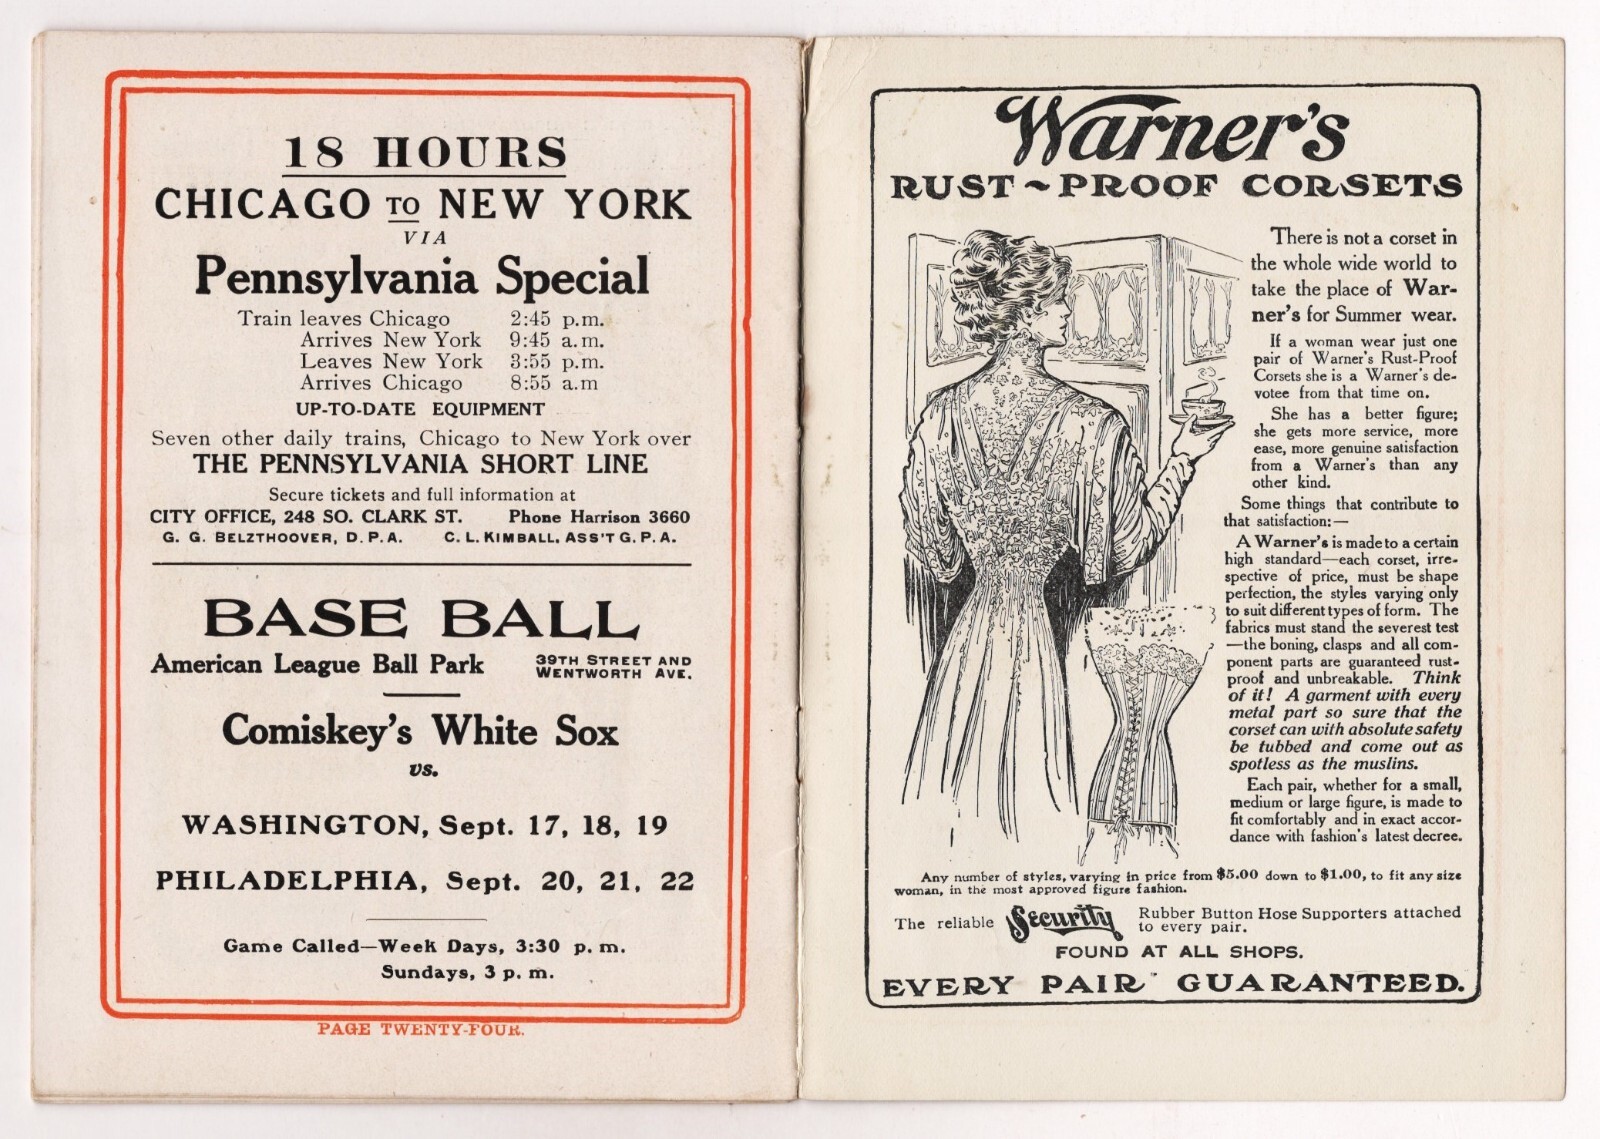 18 HOURS
CHICAGO TO NEW YORK
VIA
Pennsylvania Special
Train leaves Chicago 2:45 p.m.
Arrives New York 9:45 a.m.
Leaves New York 3:55 p.m.
Arrives Chicago 8:55 a.m
UP-TO-DATE EQUIPMENT
Seven other daily trains, Chicago to New York over
THE PENNSYLVANIA SHORT LINE
Secure tickets and full information at
CITY OFFICE, 248 SO. CLARK ST. Phone Harrison 3660
G. G. BELZTHOOVER, D. P. A. C. L. KIMBALL, ASS'T G. P. A.
BASE BALL
American League Ball Park 39TH STREET AND
WENTWORTH AVE.
Comiskey's White Sox
vs.
WASHINGTON, Sept. 17, 18, 19
PHILADELPHIA, Sept. 20, 21, 22
Game Called—Week Days, 3:30 p. m.
Sundays, 3 p. m.
PAGE TWENTY-FOUR.
Warner's
RUST~PROOF CORSETS
There is not a corset in
the whole wide world to
take the place of War-
ner's for Summer wear.
If a woman wear just one
pair of Warner's Rust-Proof
Corsets she is a Warner's de-
votee from that time on.
She has a better figure;
she gets more service, more
ease, more genuine satisfaction
from a Warner's than any
other kind.
Some things that contribute to
that satisfaction:—
A Warner's is made to a certain
high standard—each corset, irre-
spective of price, must be shape
perfection, the styles varying only
to suit different types of form. The
fabrics must stand the severest test
—the boning, clasps and all com-
ponent parts are guaranteed rust-
proof and unbreakable. Think
of it! A garment with every
metal part so sure that the
corset can with absolute safety
be tubbed and come out as
spotless as the muslins.
Each pair, whether for a small,
medium or large figure, is made to
fit comfortably and in exact accor-
dance with fashion's latest decree.
Any number of styles, varying in price from $5.00 down to $1.00, to fit any size
woman, in the most approved figure fashion.
The reliable Security Rubber Button Hose Supporters attached
to every pair.
FOUND AT ALL SHOPS.
EVERY PAIR GUARANTEED.